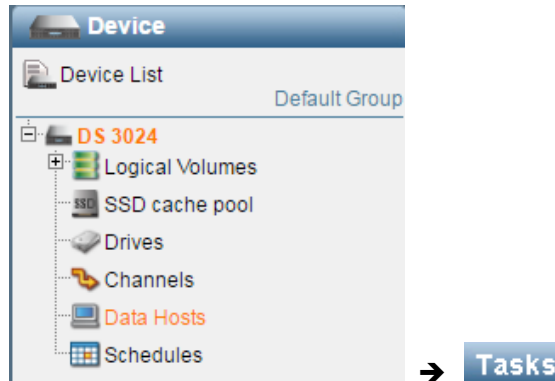 Device
Device List
Default Group
DS 3024
Logical Volumes
SSD SSD cache pool
Drives
Channels
Data Hosts
Schedules
➔ Tasks